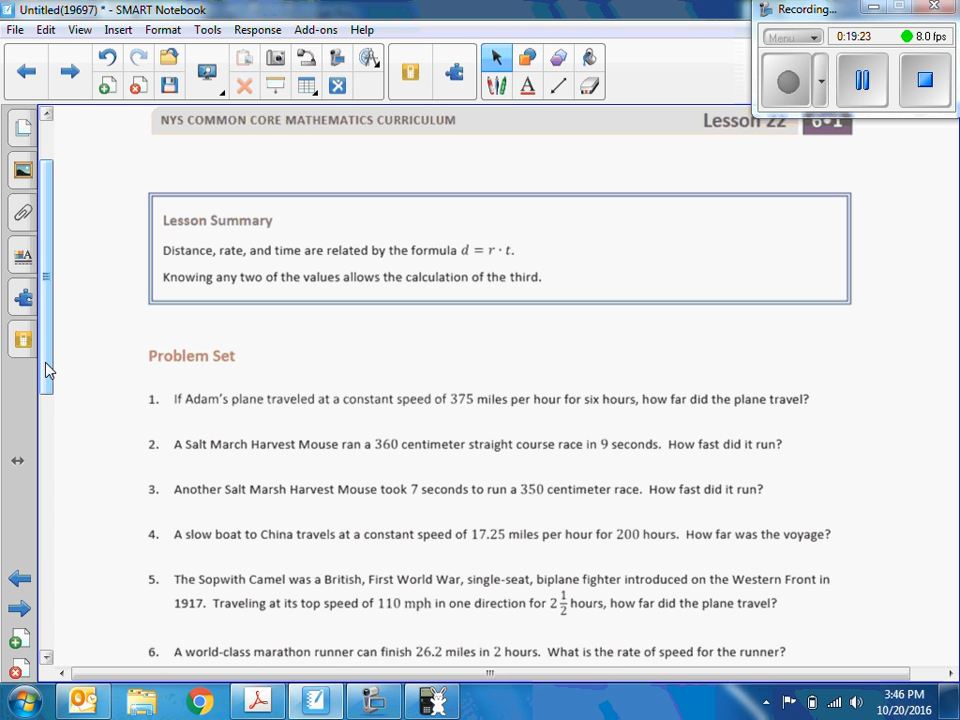 Untitled(19697) * - SMART Notebook
Recording...
File Edit View Insert Format Tools Response Add-ons Help
Menu 0:19:23 8.0 fps
NYS COMMON CORE MATHEMATICS CURRICULUM Lesson 22 6•1
Lesson Summary
Distance, rate, and time are related by the formula d = r · t.
Knowing any two of the values allows the calculation of the third.
Problem Set
1. If Adam's plane traveled at a constant speed of 375 miles per hour for six hours, how far did the plane travel?
2. A Salt March Harvest Mouse ran a 360 centimeter straight course race in 9 seconds. How fast did it run?
3. Another Salt Marsh Harvest Mouse took 7 seconds to run a 350 centimeter race. How fast did it run?
4. A slow boat to China travels at a constant speed of 17.25 miles per hour for 200 hours. How far was the voyage?
5. The Sopwith Camel was a British, First World War, single-seat, biplane fighter introduced on the Western Front in
1917. Traveling at its top speed of 110 mph in one direction for 2 1/2 hours, how far did the plane travel?
6. A world-class marathon runner can finish 26.2 miles in 2 hours. What is the rate of speed for the runner?
3:46 PM
10/20/2016